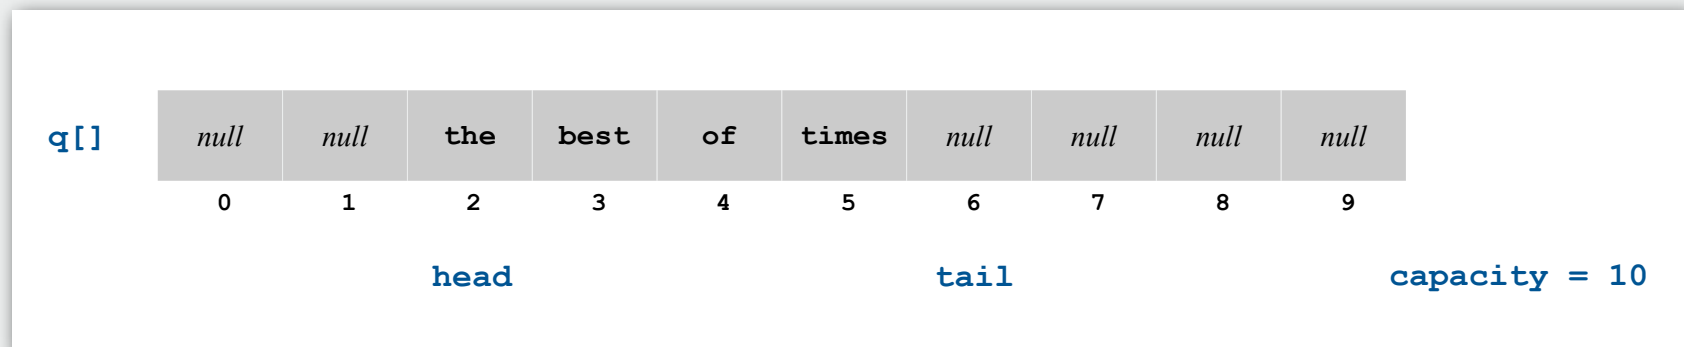 q[] null null the best of times null null null null
0 1 2 3 4 5 6 7 8 9
head tail capacity = 10